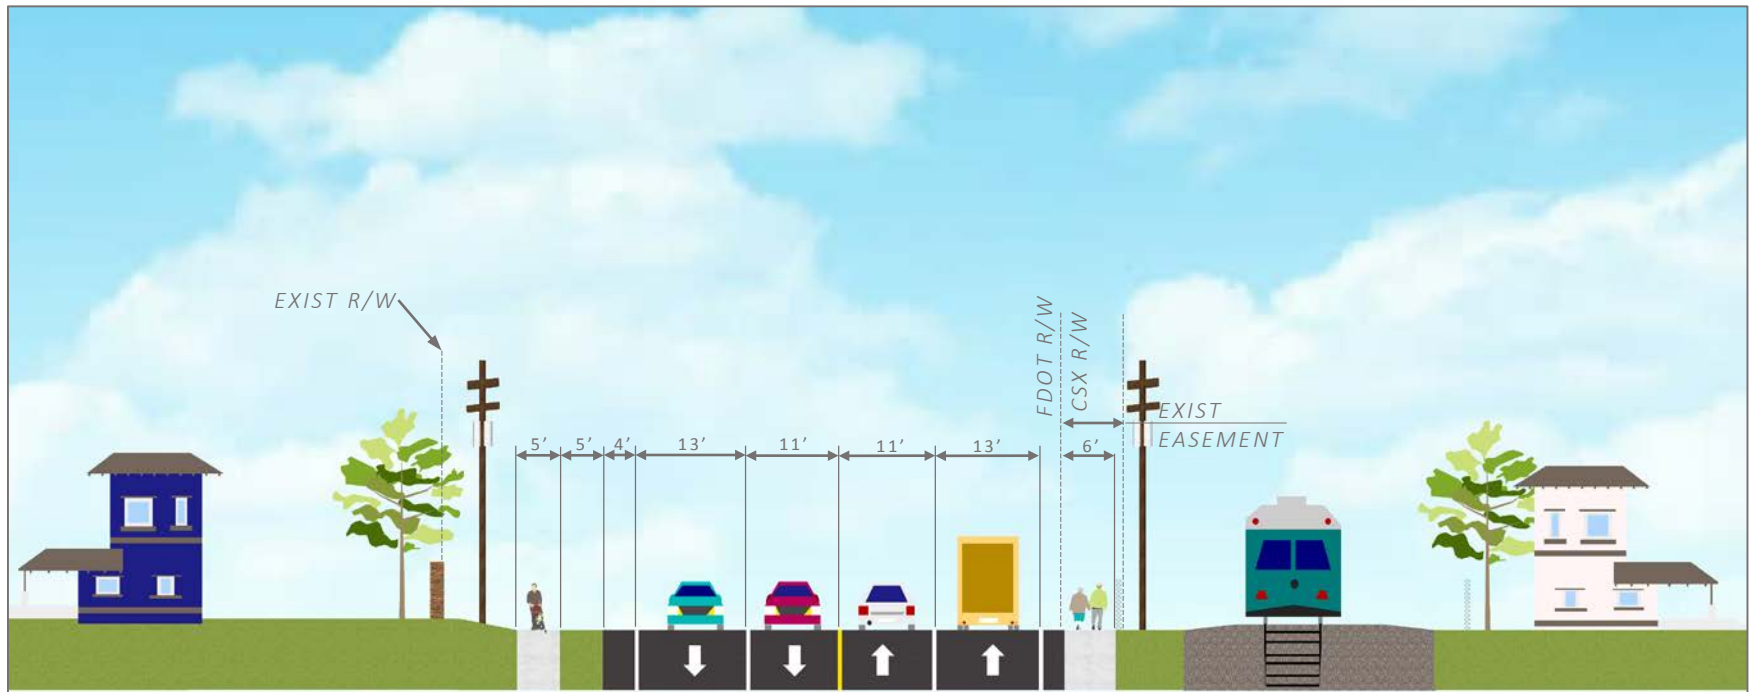 EXIST R/W
FDOT R/W
CSX R/W
EXIST
EASEMENT
5’
5’
4’
13’
11’
11’
13’
6’